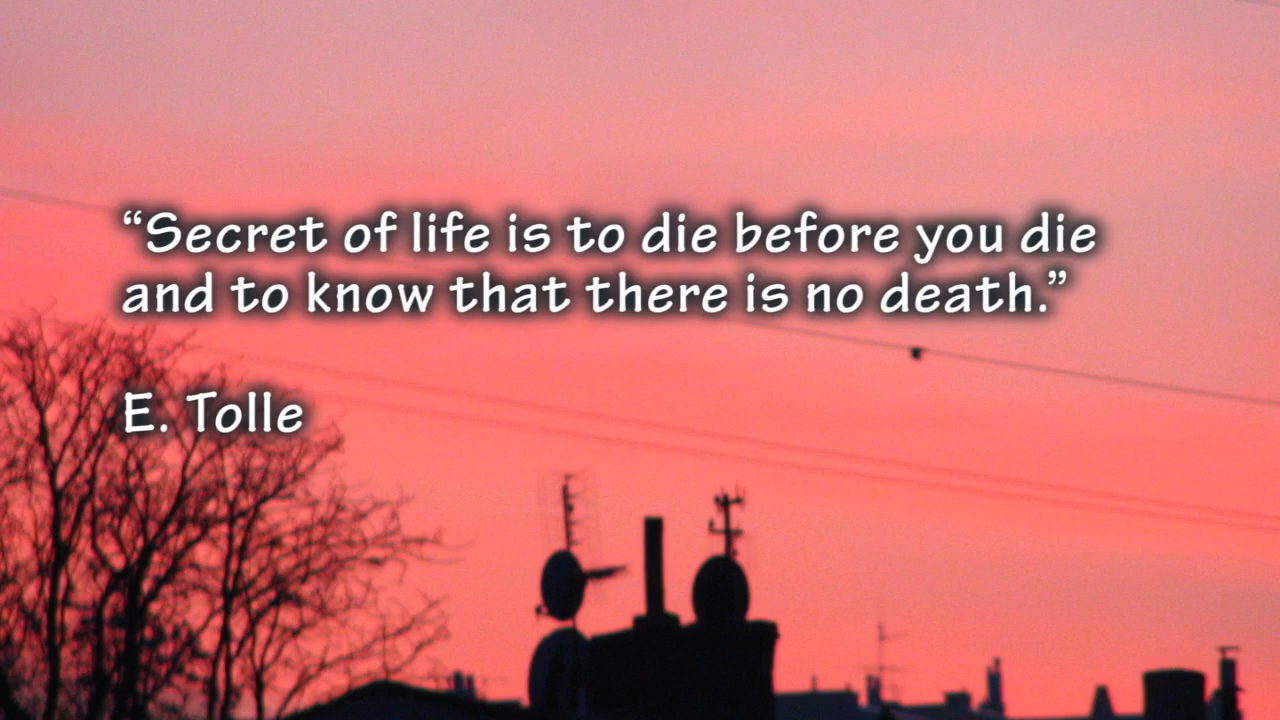 “Secret of life is to die before you die
and to know that there is no death.”
E. Tolle